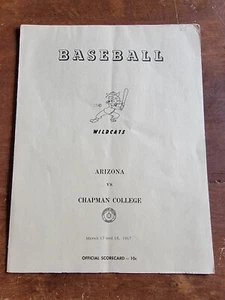 BASEBALL
WILDCATS
ARIZONA
vs
CHAPMAN COLLEGE
OFFICIAL SCORECARD — 10c